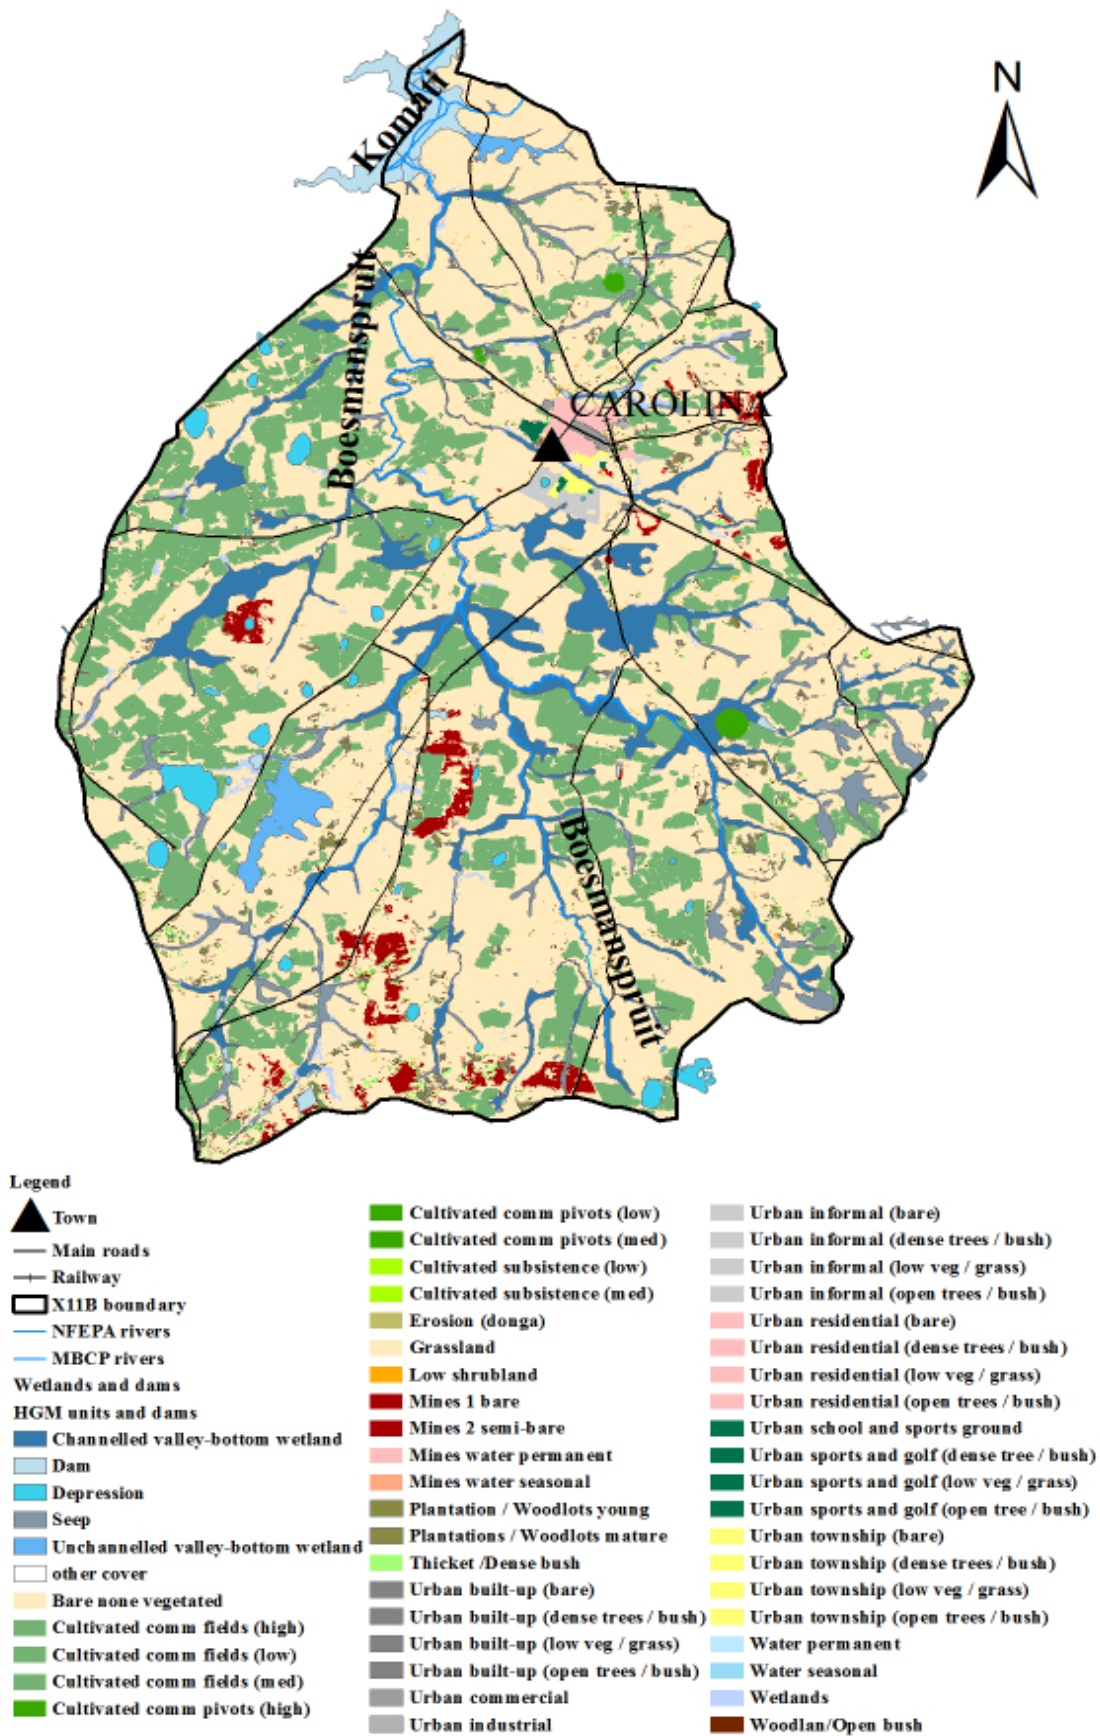 N
Komati
Boesmanspruit
CAROLINA
Boesmanspruit
Legend
Town
Main roads
Railway
X11B boundary
NFEPA rivers
MBCP rivers
Wetlands and dams
HGM units and dams
Channelled valley-bottom wetland
Dam
Depression
Seep
Unchannelled valley-bottom wetland
other cover
Bare none vegetated
Cultivated comm fields (high)
Cultivated comm fields (low)
Cultivated comm fields (med)
Cultivated comm pivots (high)
Cultivated comm pivots (low)
Cultivated comm pivots (med)
Cultivated subsistence (low)
Cultivated subsistence (med)
Erosion (donga)
Grassland
Low shrubland
Mines 1 bare
Mines 2 semi-bare
Mines water permanent
Mines water seasonal
Plantation / Woodlots young
Plantations / Woodlots mature
Thicket /Dense bush
Urban built-up (bare)
Urban built-up (dense trees / bush)
Urban built-up (low veg / grass)
Urban built-up (open trees / bush)
Urban commercial
Urban industrial
Urban informal (bare)
Urban informal (dense trees / bush)
Urban informal (low veg / grass)
Urban informal (open trees / bush)
Urban residential (bare)
Urban residential (dense trees / bush)
Urban residential (low veg / grass)
Urban residential (open trees / bush)
Urban school and sports ground
Urban sports and golf (dense tree / bush)
Urban sports and golf (low veg / grass)
Urban sports and golf (open tree / bush)
Urban township (bare)
Urban township (dense trees / bush)
Urban township (low veg / grass)
Urban township (open trees / bush)
Water permanent
Water seasonal
Wetlands
Woodlan/Open bush